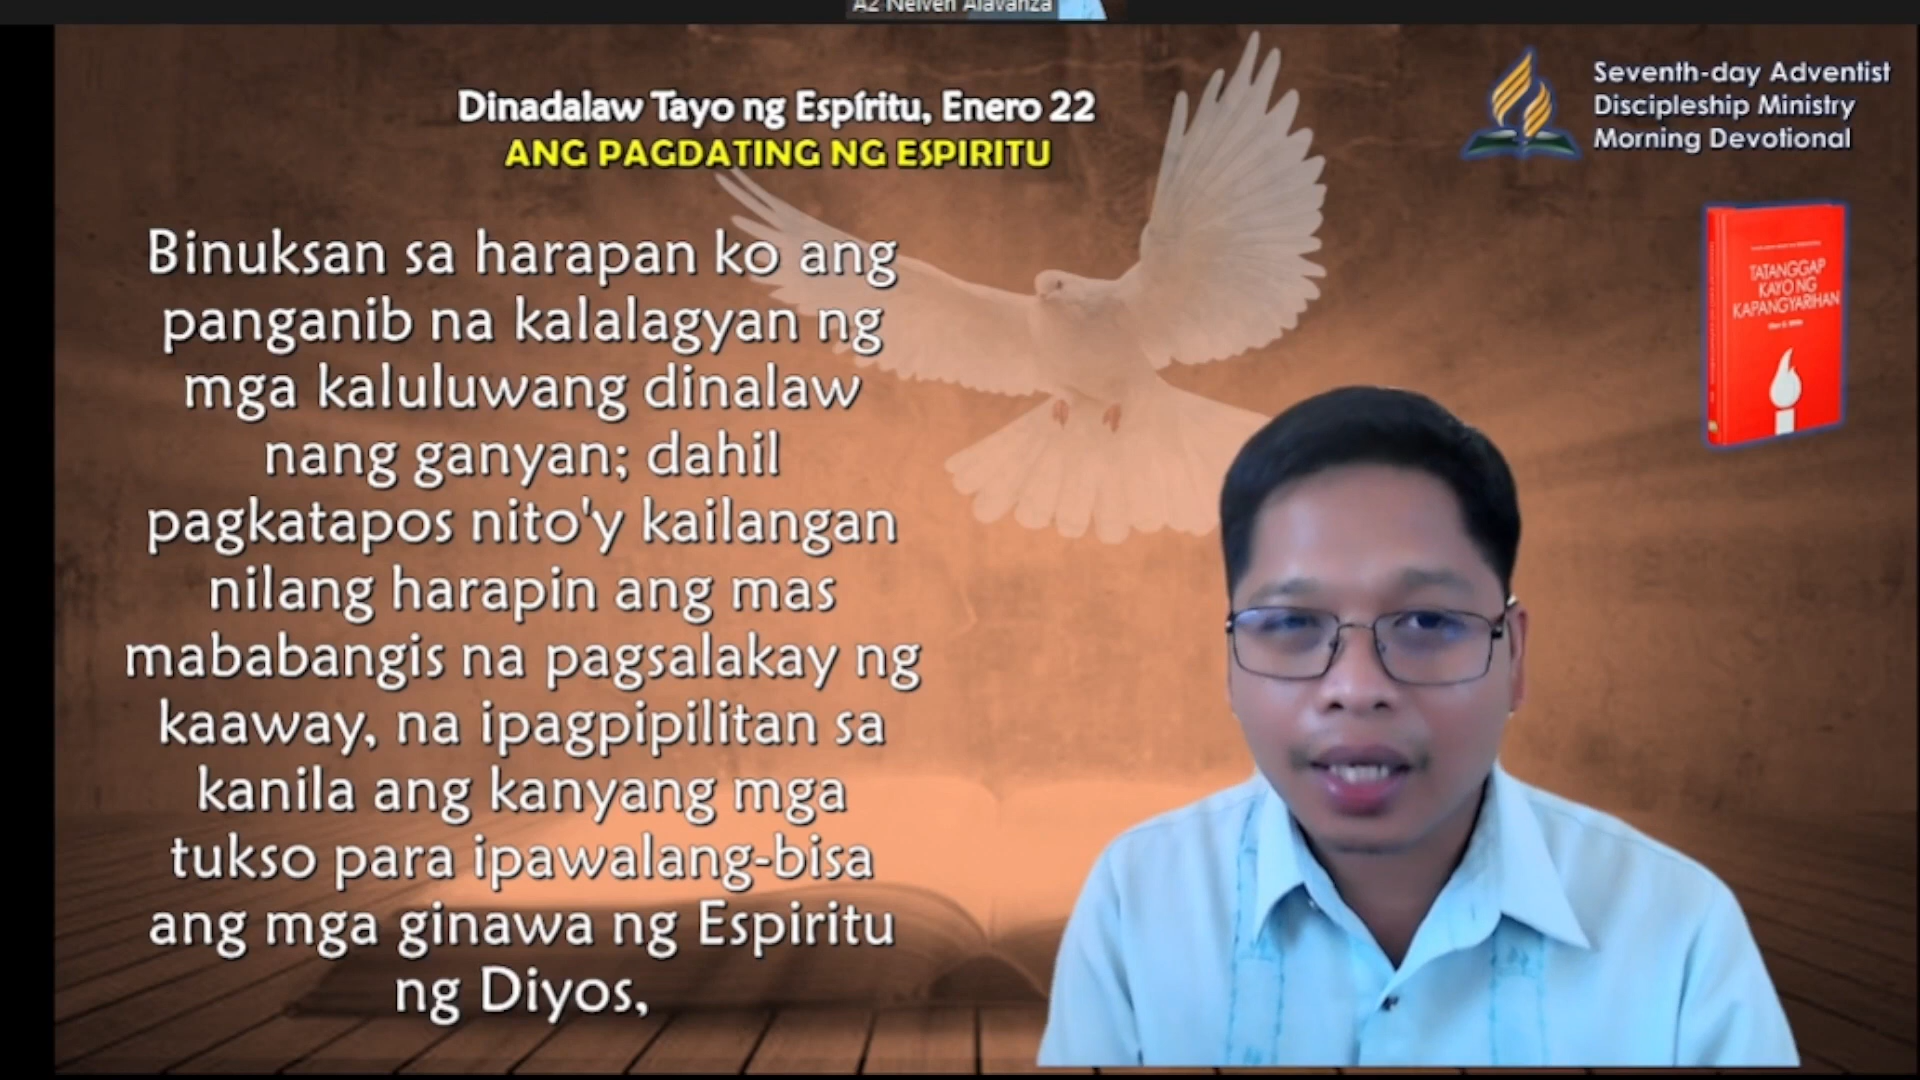 A2 Nelven Alavanza
Dinadalaw Tayo ng Espíritu, Enero 22
ANG PAGDATING NG ESPIRITU
Seventh-day Adventist
Discipleship Ministry
Morning Devotional
Binuksan sa harapan ko ang
panganib na kalalagyan ng
mga kaluluwang dinalaw
nang ganyan; dahil
pagkatapos nito'y kailangan
nilang harapin ang mas
mababangis na pagsalakay ng
kaaway, na ipagpipilitan sa
kanila ang kanyang mga
tukso para ipawalang-bisa
ang mga ginawa ng Espiritu
ng Diyos,
TATANGGAP
KAYO NG
KAPANGYARIHAN